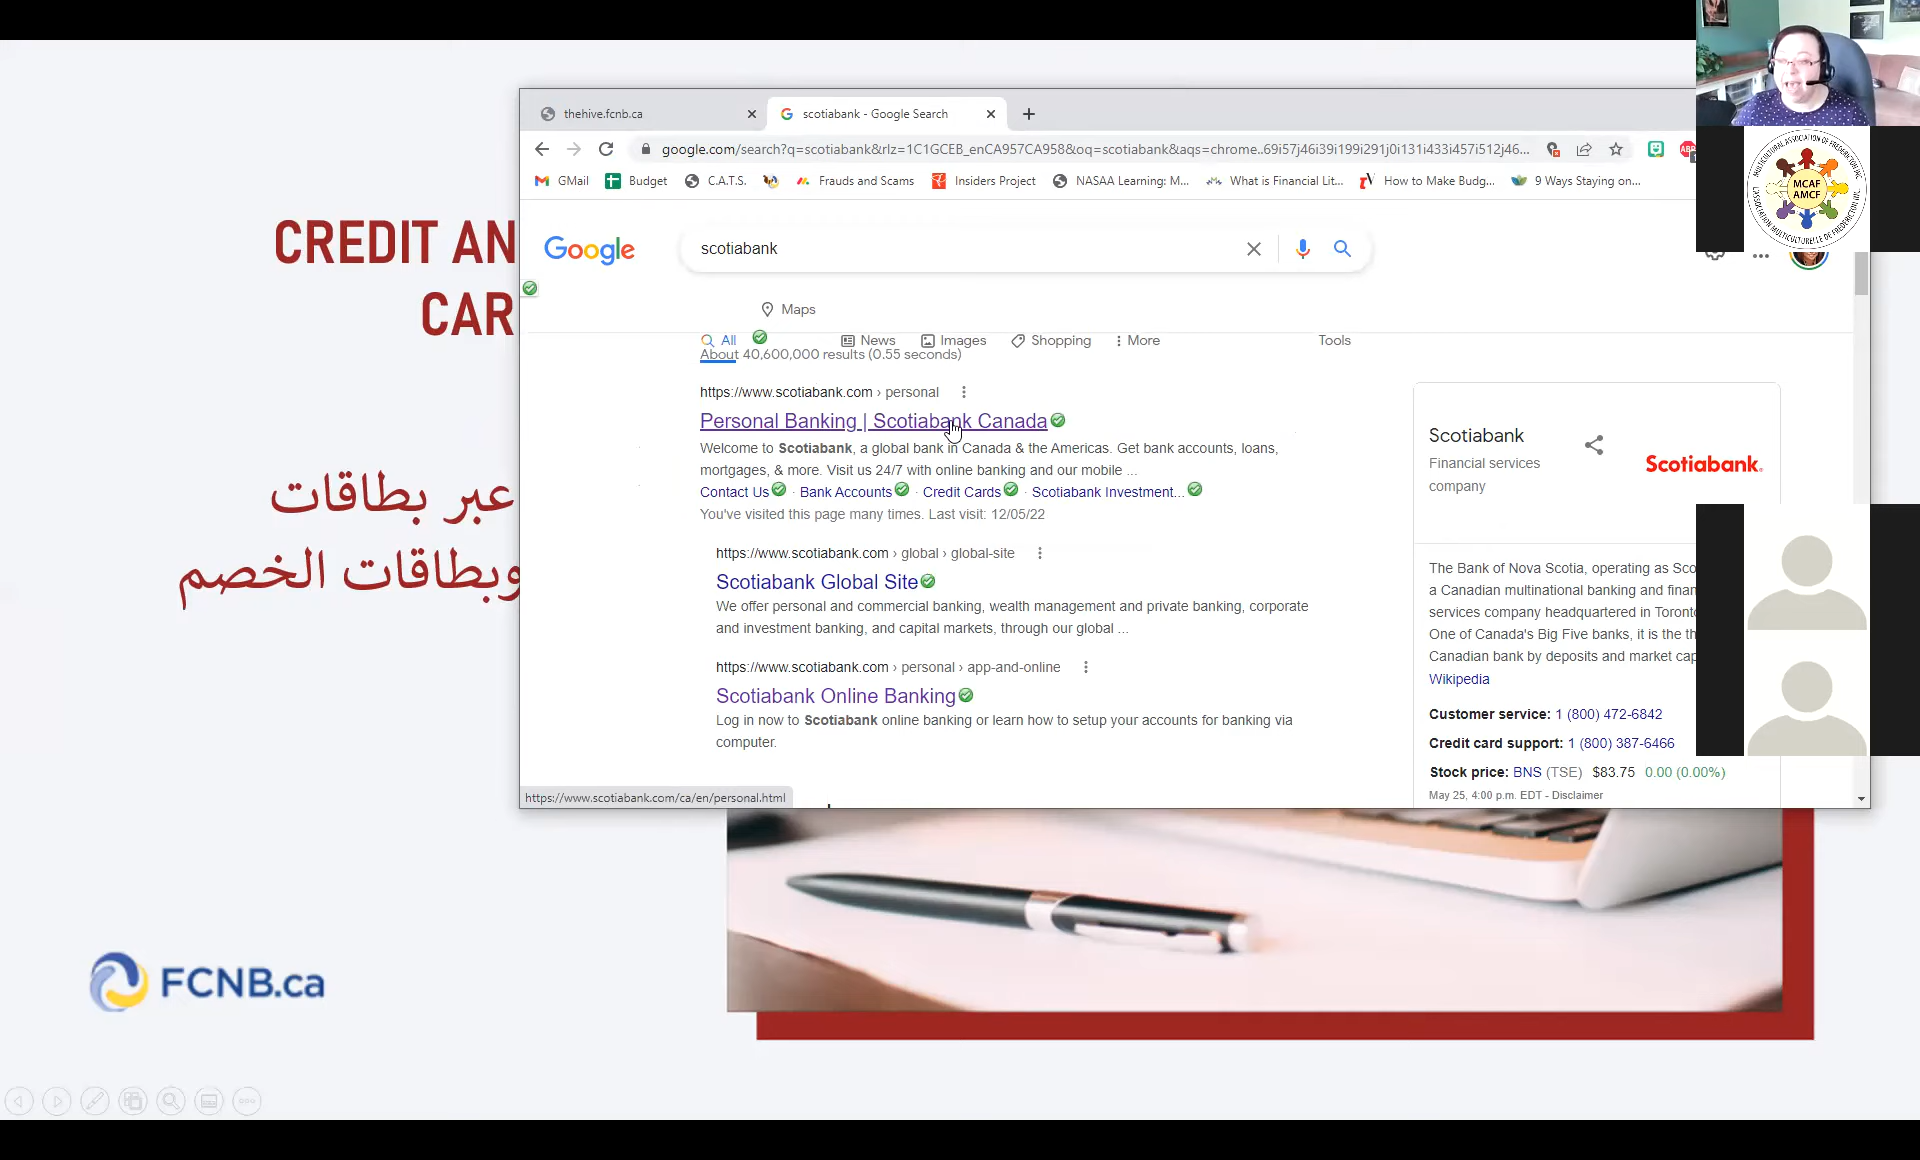 CREDIT AN
CAR
عبر بطاقات
وبطاقات الخصم
FCNB.ca
thehive.fcnb.ca
scotiabank - Google Search
google.com/search?q=scotiabank&rlz=1C1GCEB_enCA957CA958&oq=scotiabank&aqs=chrome..69i57j46i39i199i291j0i131i433i457i512j46...
GMail
Budget
C.A.T.S.
Frauds and Scams
Insiders Project
NASAA Learning: M...
What is Financial Lit...
How to Make Budg...
9 Ways Staying on...
Google
scotiabank
Maps
All
News
Images
Shopping
More
Tools
About 40,600,000 results (0.55 seconds)
https://www.scotiabank.com › personal
Personal Banking | Scotiabank Canada
Welcome to Scotiabank, a global bank in Canada & the Americas. Get bank accounts, loans,
mortgages, & more. Visit us 24/7 with online banking and our mobile ...
Contact Us · Bank Accounts · Credit Cards · Scotiabank Investment...
You've visited this page many times. Last visit: 12/05/22
https://www.scotiabank.com › global › global-site
Scotiabank Global Site
We offer personal and commercial banking, wealth management and private banking, corporate
and investment banking, and capital markets, through our global ...
https://www.scotiabank.com › personal › app-and-online
Scotiabank Online Banking
Log in now to Scotiabank online banking or learn how to setup your accounts for banking via
computer.
https://www.scotiabank.com/ca/en/personal.html
Scotiabank
Financial services
company
Scotiabank
The Bank of Nova Scotia, operating as Sco
a Canadian multinational banking and finan
services company headquartered in Toronto
One of Canada's Big Five banks, it is the th
Canadian bank by deposits and market cap
Wikipedia
Customer service: 1 (800) 472-6842
Credit card support: 1 (800) 387-6466
Stock price: BNS (TSE) $83.75 0.00 (0.00%)
May 25, 4:00 p.m. EDT - Disclaimer
ABP
MULTICULTURAL ASSOCIATION OF FREDERICTON INC.
MCAF
AMCF
L'ASSOCIATION MULTICULTURELLE DE FREDERICTON INC.